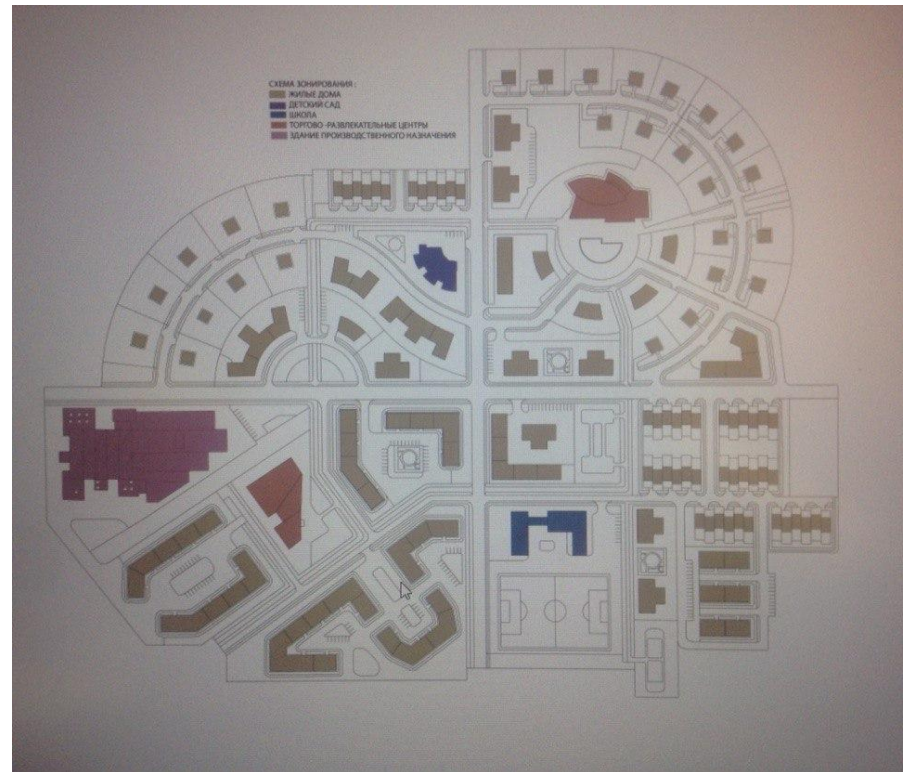 СХЕМА ЗОНИРОВАНИЯ :
ЖИЛЫЕ ДОМА
ДЕТСКИЙ САД
ШКОЛА
ТОРГОВО -РАЗВЛЕКАТЕЛЬНЫЕ ЦЕНТРЫ
ЗДАНИЕ ПРОИЗВОДСТВЕННОГО НАЗНАЧЕНИЯ